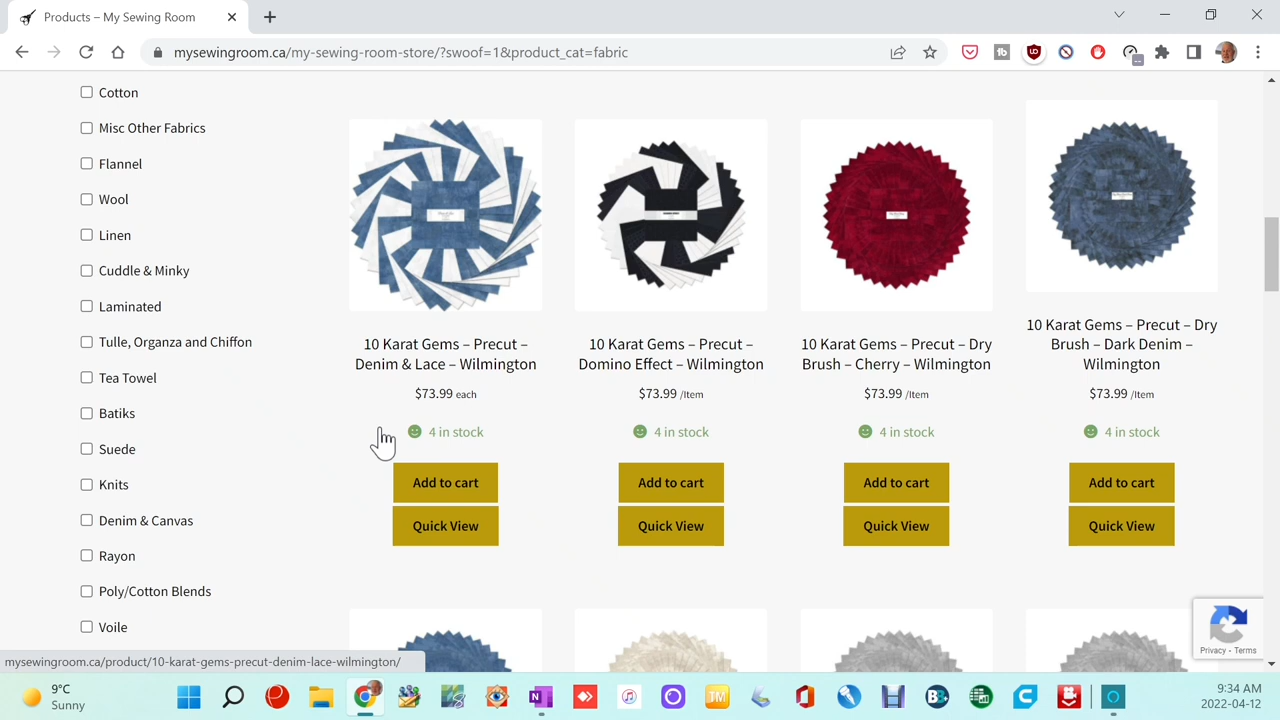 Products – My Sewing Room
mysewingroom.ca/my-sewing-room-store/?swoof=1&product_cat=fabric
Cotton
Misc Other Fabrics
Flannel
Wool
Linen
Cuddle & Minky
Laminated
Tulle, Organza and Chiffon
Tea Towel
Batiks
Suede
Knits
Denim & Canvas
Rayon
Poly/Cotton Blends
Voile
10 Karat Gems – Precut –
Denim & Lace – Wilmington
$73.99 each
4 in stock
Add to cart
Quick View
10 Karat Gems – Precut –
Domino Effect – Wilmington
$73.99 /Item
4 in stock
Add to cart
Quick View
10 Karat Gems – Precut – Dry
Brush – Cherry – Wilmington
$73.99 /Item
4 in stock
Add to cart
Quick View
10 Karat Gems – Precut – Dry
Brush – Dark Denim –
Wilmington
$73.99 /Item
4 in stock
Add to cart
Quick View
Privacy - Terms
mysewingroom.ca/product/10-karat-gems-precut-denim-lace-wilmington/
9°C
Sunny
9:34 AM
2022-04-12